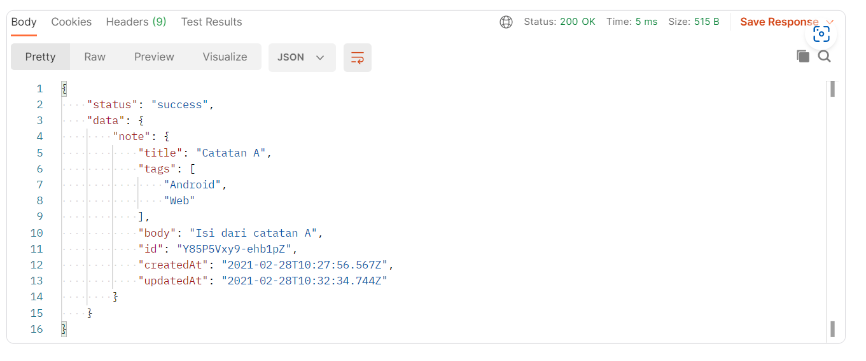 Body Cookies Headers (9) Test Results Status: 200 OK Time: 5 ms Size: 515 B Save Response
Pretty Raw Preview Visualize JSON
1 {
2 "status": "success",
3 "data": {
4 "note": {
5 "title": "Catatan A",
6 "tags": [
7 "Android",
8 "Web"
9 ],
10 "body": "Isi dari catatan A",
11 "id": "Y85P5Vxy9-ehb1pZ",
12 "createdAt": "2021-02-28T10:27:56.567Z",
13 "updatedAt": "2021-02-28T10:32:34.744Z"
14 }
15 }
16 }